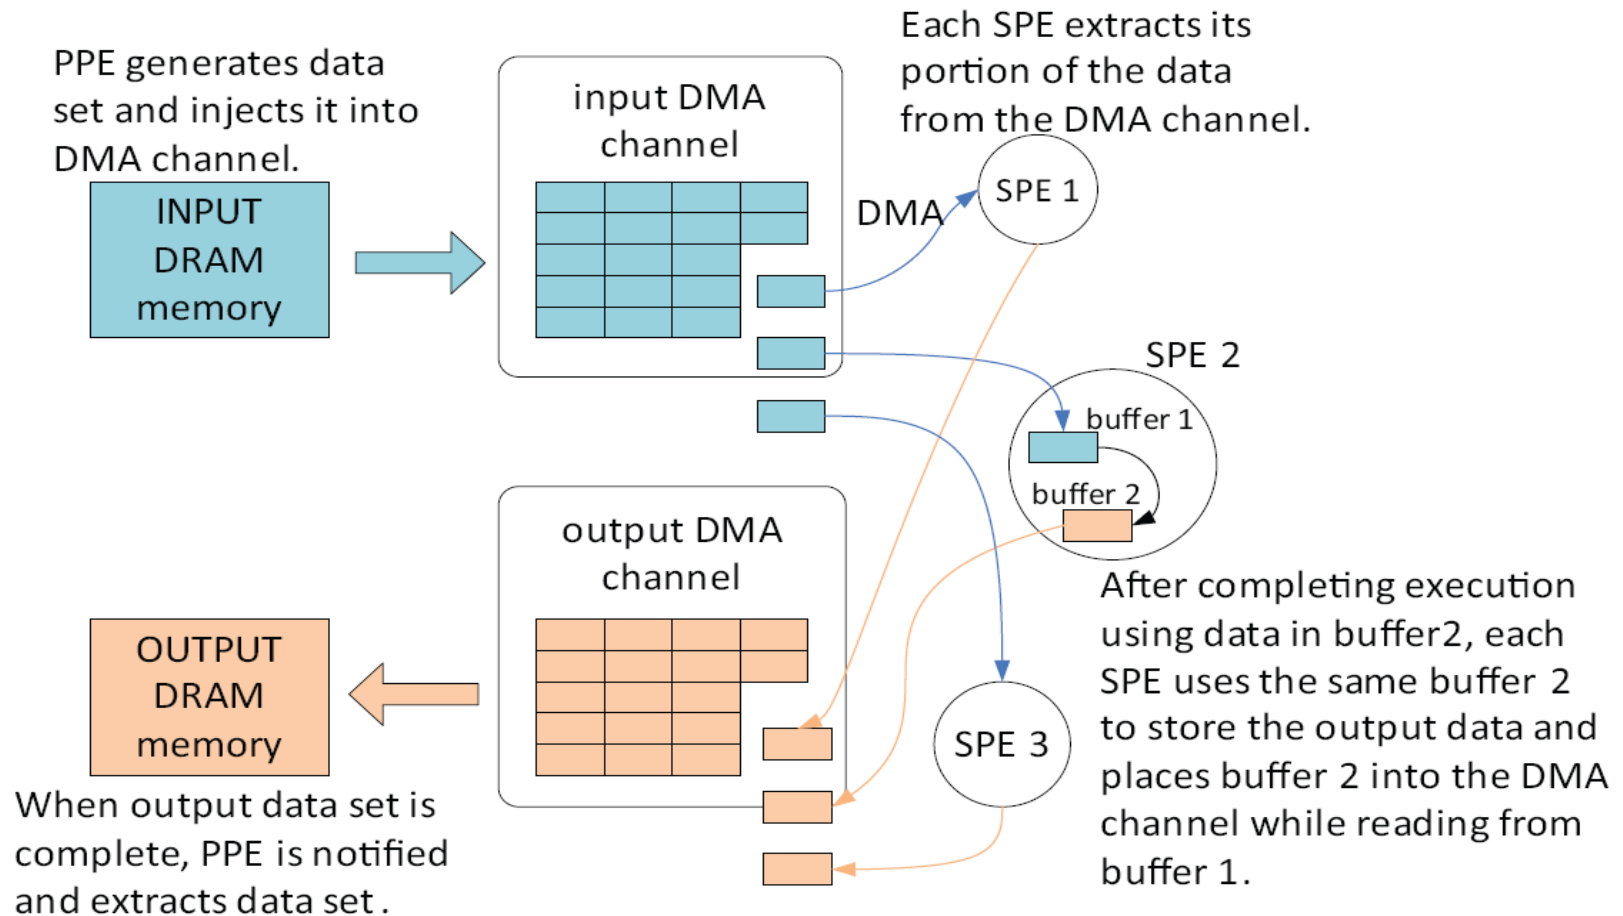 PPE generates data
set and injects it into
DMA channel.
INPUT
DRAM
memory
input DMA
channel
DMA
Each SPE extracts its
portion of the data
from the DMA channel.
SPE 1
SPE 2
buffer 1
buffer 2
output DMA
channel
OUTPUT
DRAM
memory
When output data set is
complete, PPE is notified
and extracts data set.
SPE 3
After completing execution
using data in buffer2, each
SPE uses the same buffer 2
to store the output data and
places buffer 2 into the DMA
channel while reading from
buffer 1.